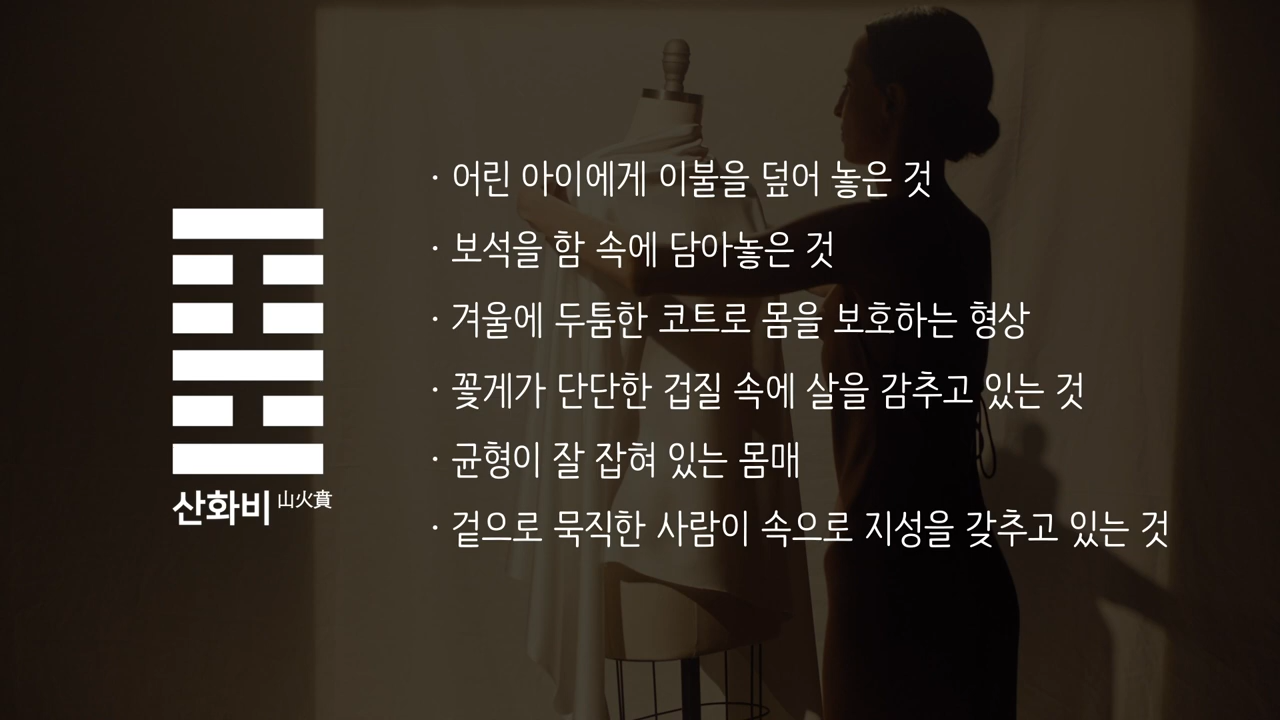 · 어린 아이에게 이불을 덮어 놓은 것
· 보석을 함 속에 담아놓은 것
· 겨울에 두툼한 코트로 몸을 보호하는 형상
· 꽃게가 단단한 겁질 속에 살을 감추고 있는 것
· 균형이 잘 잡혀 있는 몸매
· 겉으로 묵직한 사람이 속으로 지성을 갖추고 있는 것
산화비 山火賁